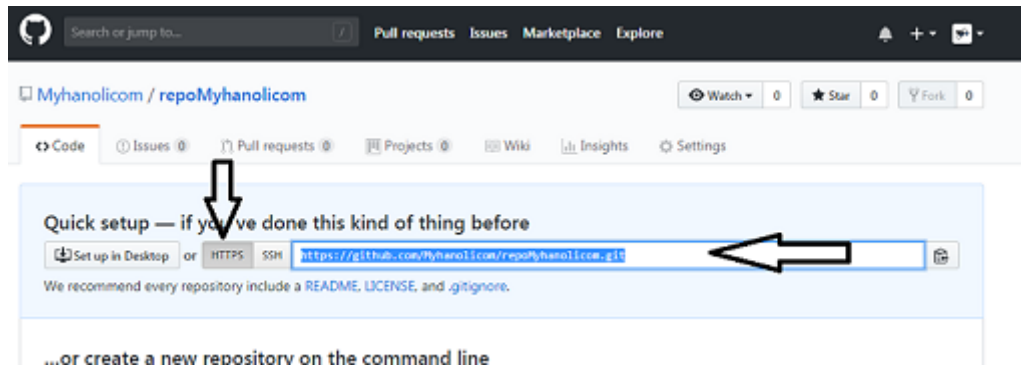 Search or jump to... / Pull requests Issues Marketplace Explore
Myhanolicom / repoMyhanolicom Watch 0 Star 0 Fork 0
Code Issues 0 Pull requests 0 Projects 0 Wiki Insights Settings
Quick setup — if you've done this kind of thing before
Set up in Desktop or HTTPS SSH https://github.com/Myhanolicom/repoMyhanolicom.git
We recommend every repository include a README, LICENSE, and .gitignore.
...or create a new repository on the command line